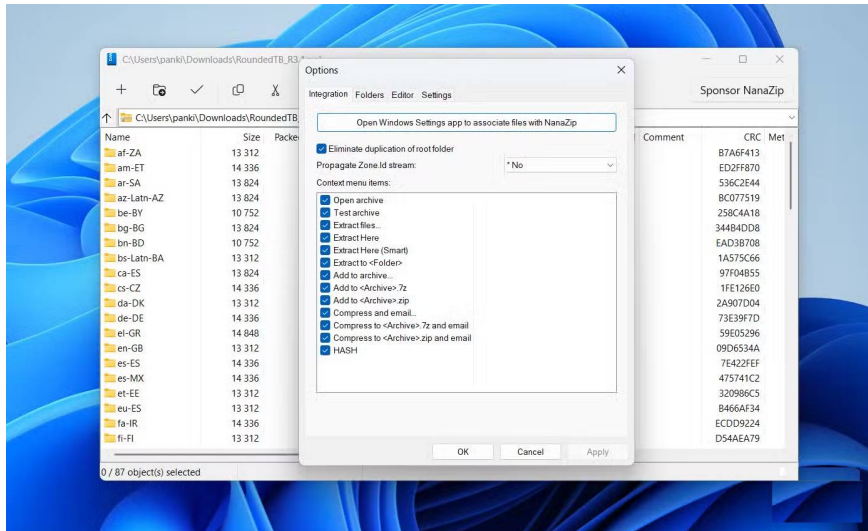 C:\Users\panki\Downloads\RoundedTB_R3
Sponsor NanaZip
C:\Users\panki\Downloads\RoundedTB_
Name Size Packe Comment CRC Met
af-ZA 13 312 B7A6F413
am-ET 14 336 ED2FF870
ar-SA 13 824 536C2E44
az-Latn-AZ 13 824 BC077519
be-BY 10 752 258C4A18
bg-BG 13 824 344B4DD8
bn-BD 10 752 EAD3B708
bs-Latn-BA 13 312 1A575C66
ca-ES 13 824 97F04B55
cs-CZ 14 336 1FE126E0
da-DK 13 312 2A907D04
de-DE 14 336 73E39F7D
el-GR 14 848 59E05296
en-GB 13 312 09D6534A
es-ES 14 336 7E422FEF
es-MX 14 336 475741C2
et-EE 13 312 320986C5
eu-ES 13 312 B466AF34
fa-IR 14 336 ECDD9224
fi-FI 13 312 D54AEA79
0 / 87 object(s) selected
Options
Integration Folders Editor Settings
Open Windows Settings app to associate files with NanaZip
Eliminate duplication of root folder
Propagate Zone.Id stream: * No
Context menu items:
Open archive
Test archive
Extract files...
Extract Here
Extract Here (Smart)
Extract to <Folder>
Add to archive...
Add to <Archive>.7z
Add to <Archive>.zip
Compress and email...
Compress to <Archive>.7z and email
Compress to <Archive>.zip and email
HASH
OK Cancel Apply